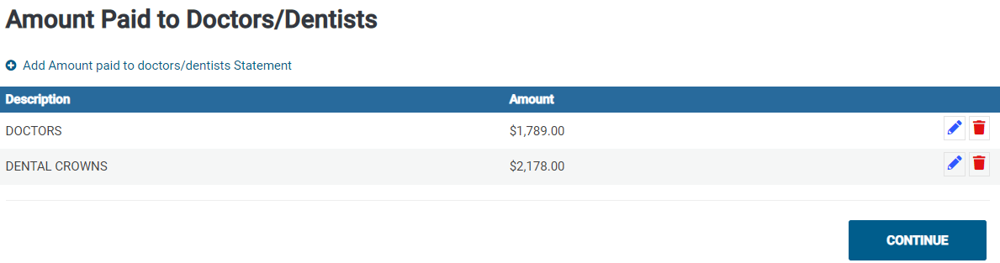 Amount Paid to Doctors/Dentists
Add Amount paid to doctors/dentists Statement
Description Amount
DOCTORS $1,789.00
DENTAL CROWNS $2,178.00
CONTINUE